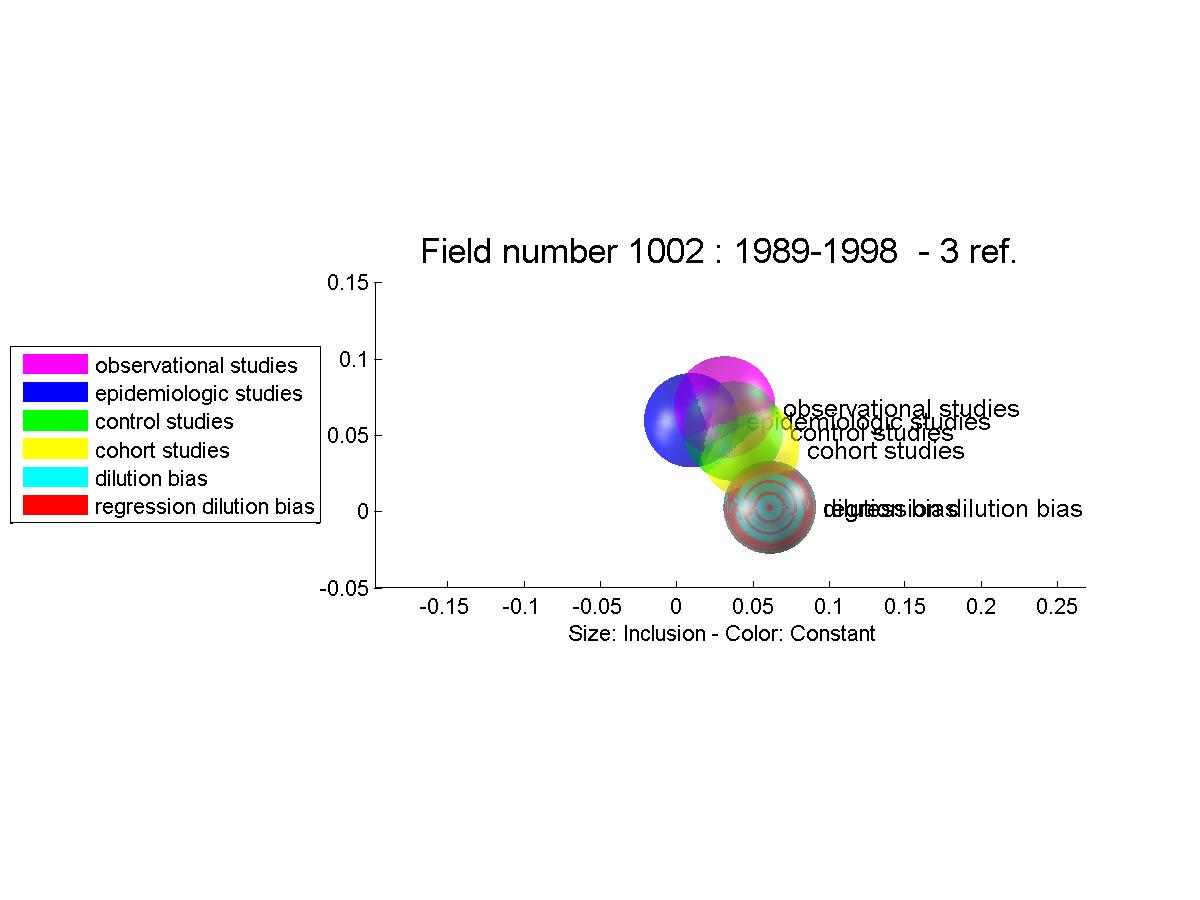 Field number 1002 : 1989-1998 - 3 ref.
0.15
0.1
0.05
0
-0.05
observational studies
epidemiologic studies
control studies
cohort studies
dilution bias
regression dilution bias
observational studies
epidemiologic studies
control studies
cohort studies
dilution bias
regression dilution bias
-0.15 -0.1 -0.05 0 0.05 0.1 0.15 0.2 0.25
Size: Inclusion - Color: Constant